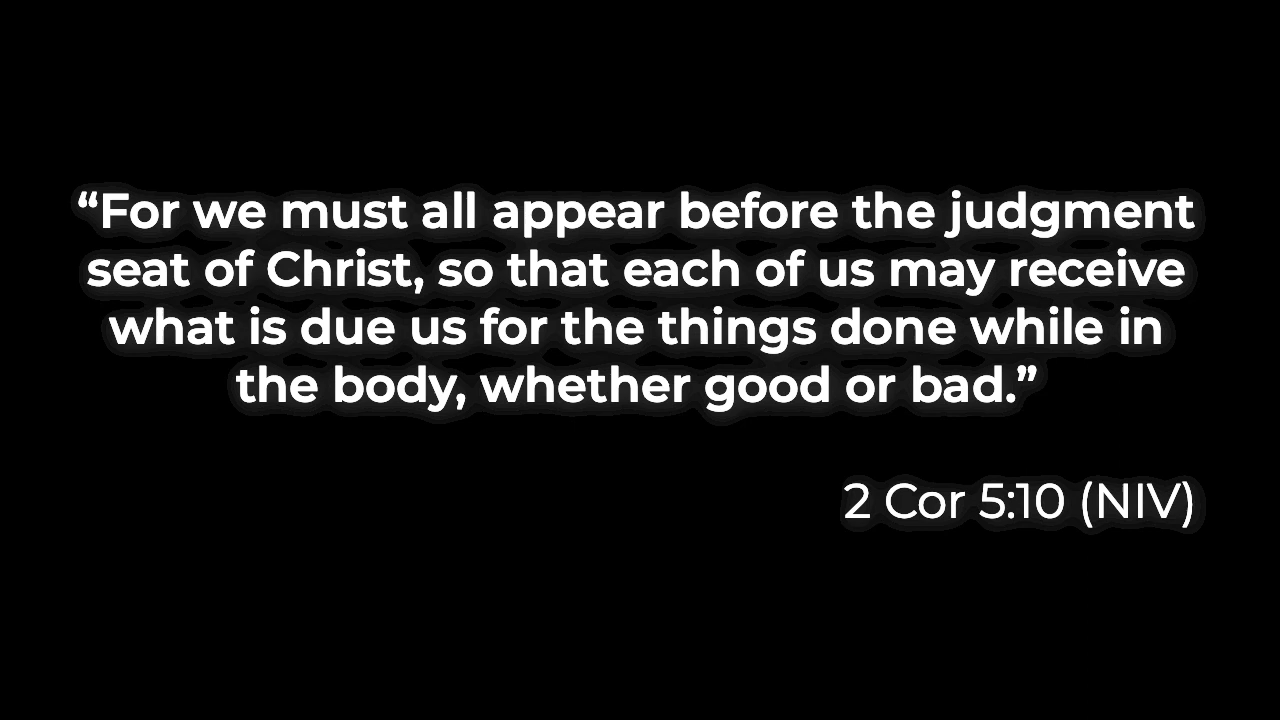 “For we must all appear before the judgment
seat of Christ, so that each of us may receive
what is due us for the things done while in
the body, whether good or bad.”
2 Cor 5:10 (NIV)